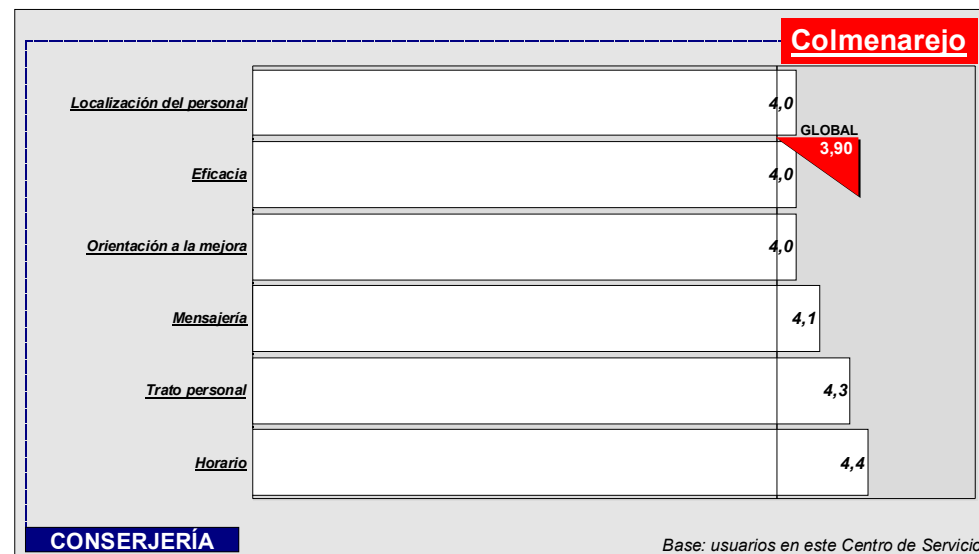 Colmenarejo
Localización del personal
4,0
GLOBAL
3,90
Eficacia
4,0
Orientación a la mejora
4,0
Mensajería
4,1
Trato personal
4,3
Horario
4,4
CONSERJERÍA
Base: usuarios en este Centro de Servicio